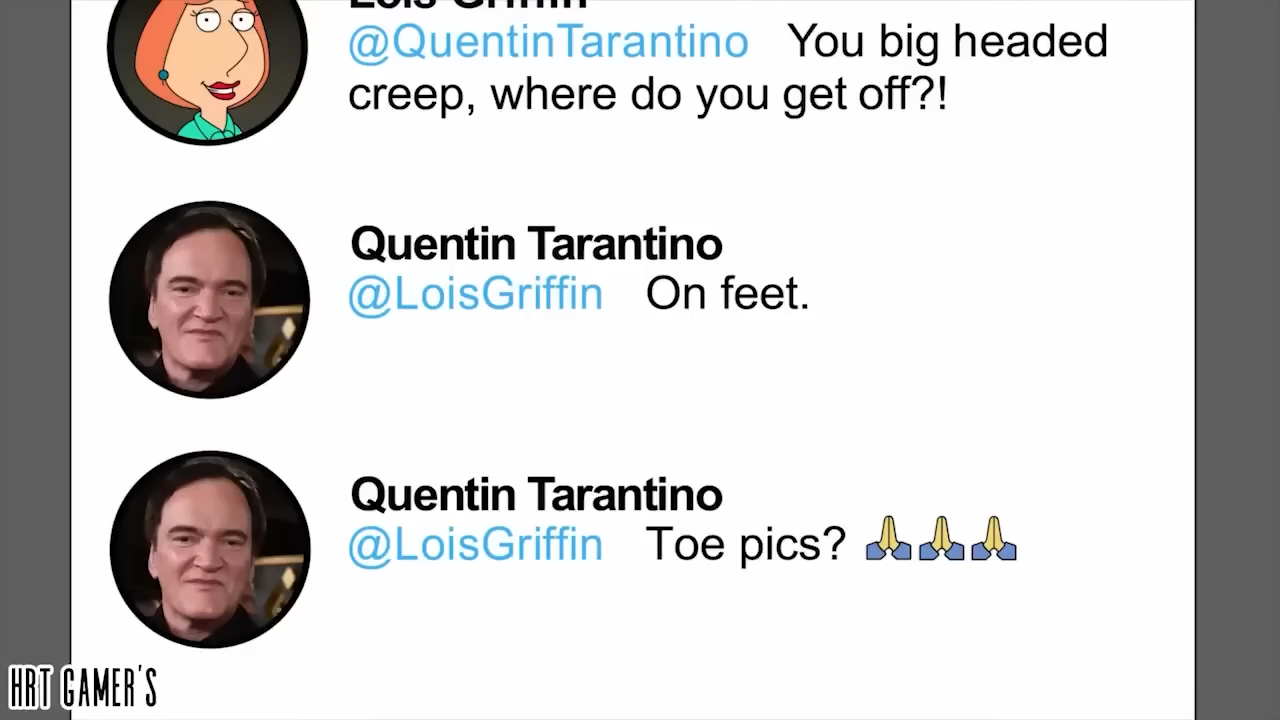 Lois Griffin
@QuentinTarantino You big headed
creep, where do you get off?!
Quentin Tarantino
@LoisGriffin On feet.
Quentin Tarantino
@LoisGriffin Toe pics? 🙏🙏🙏
HRT GAMER'S